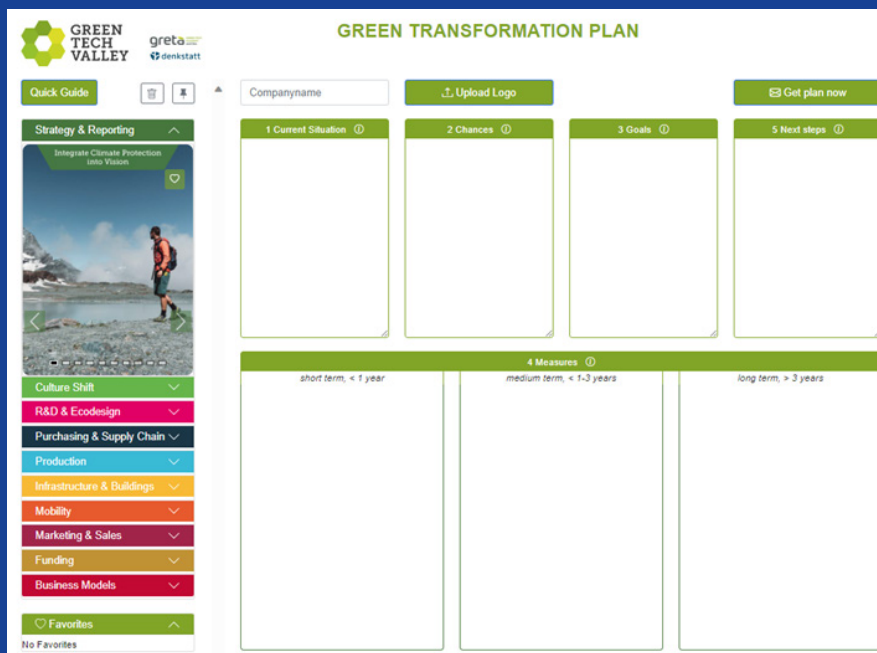 GREEN
TECH
VALLEY
greta
denkstatt
GREEN TRANSFORMATION PLAN
Quick Guide
Companyname
Upload Logo
Get plan now
Strategy & Reporting
Integrate Climate Protection
into Vision
Culture Shift
R&D & Ecodesign
Purchasing & Supply Chain
Production
Infrastructure & Buildings
Mobility
Marketing & Sales
Funding
Business Models
Favorites
No Favorites
1 Current Situation
2 Chances
3 Goals
5 Next steps
4 Measures
short term, < 1 year
medium term, < 1-3 years
long term, > 3 years